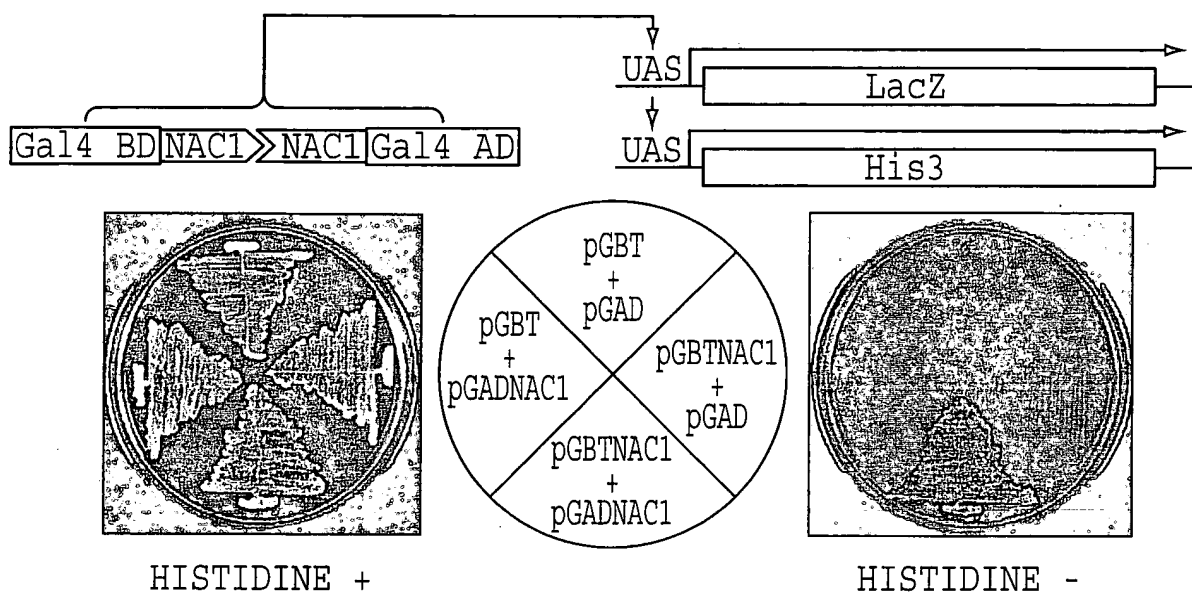 UAS
LacZ
Gal4 BD NAC1 NAC1 Gal4 AD
UAS
His3
pGBT
+
pGAD
pGBT
+
pGADNAC1
pGBTNAC1
+
pGAD
pGBTNAC1
+
pGADNAC1
HISTIDINE +
HISTIDINE -